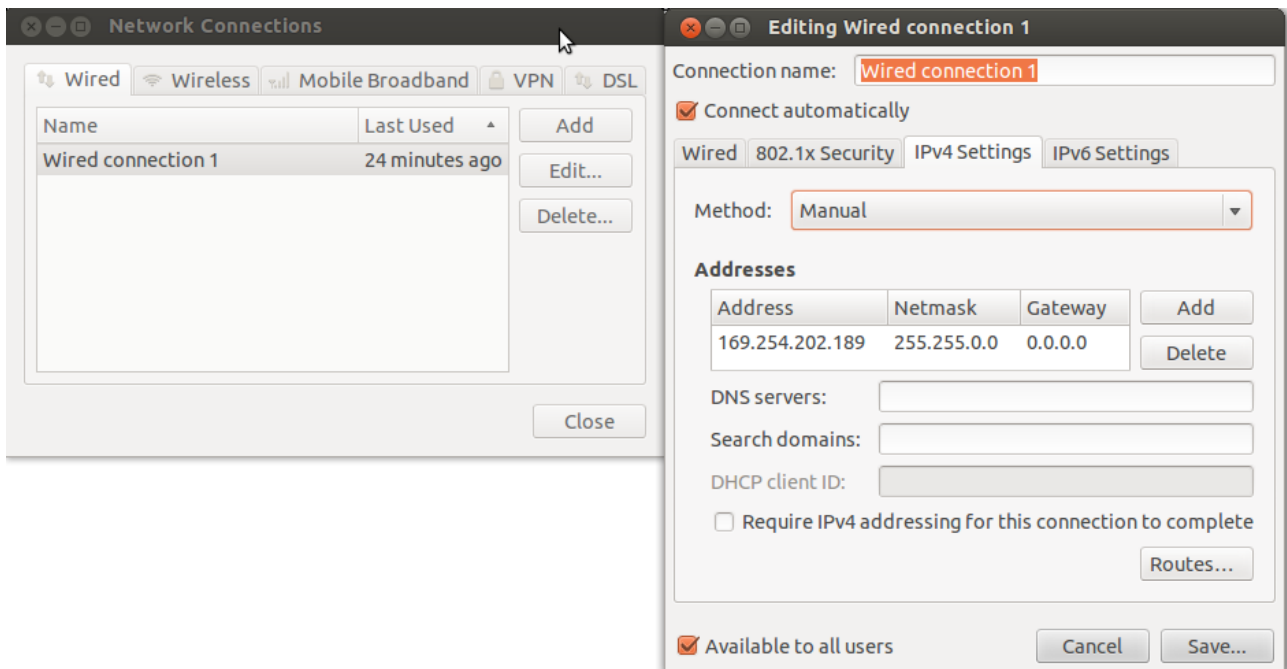 Network Connections
Wired Wireless Mobile Broadband VPN DSL
Name Last Used Add
Wired connection 1 24 minutes ago
Edit...
Delete...
Close
Editing Wired connection 1
Connection name: Wired connection 1
Connect automatically
Wired 802.1x Security IPv4 Settings IPv6 Settings
Method: Manual
Addresses
Address Netmask Gateway Add
169.254.202.189 255.255.0.0 0.0.0.0
Delete
DNS servers:
Search domains:
DHCP client ID:
Require IPv4 addressing for this connection to complete
Routes...
Available to all users Cancel Save...